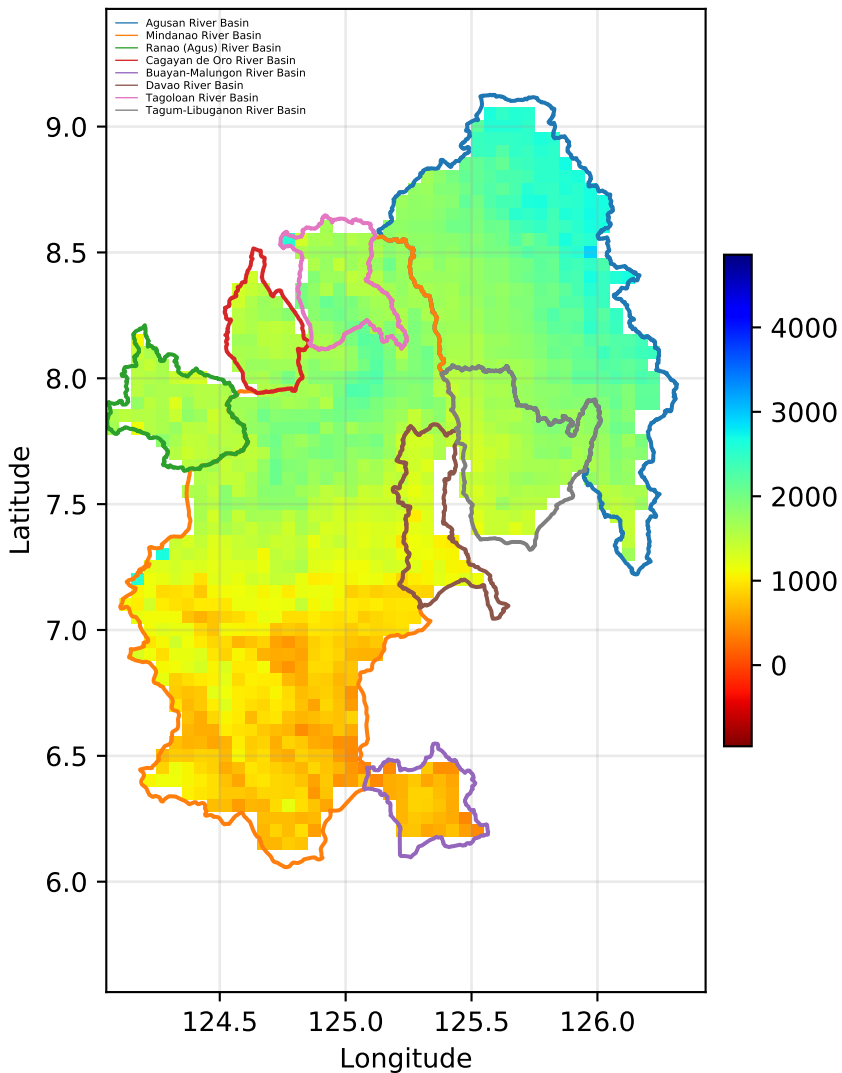 Agusan River Basin
Mindanao River Basin
Ranao (Agus) River Basin
Cagayan de Oro River Basin
Buayan-Malungon River Basin
Davao River Basin
Tagoloan River Basin
Tagum-Libuganon River Basin
9.0
8.5
8.0
7.5
7.0
6.5
6.0
Latitude
124.5 125.0 125.5 126.0
Longitude
4000
3000
2000
1000
0